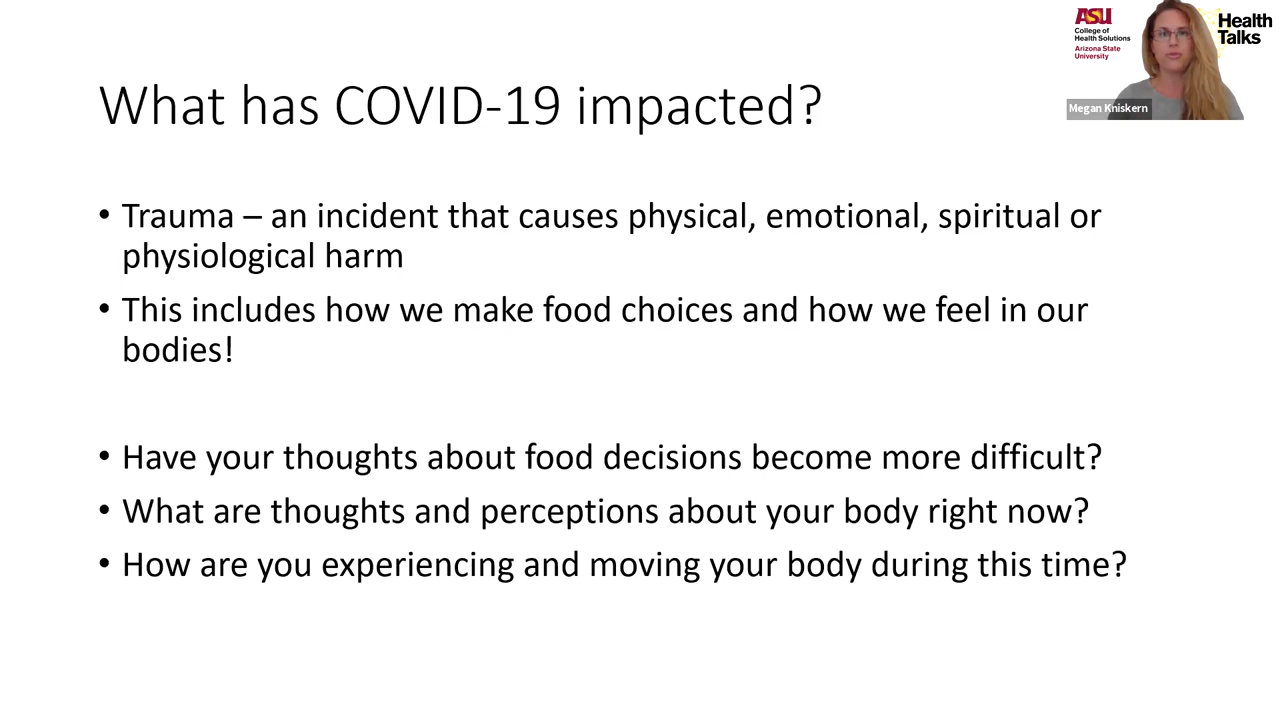 ASU
College of
Health Solutions
Arizona State
University
Health
Talks
Megan Kniskern
What has COVID-19 impacted?
• Trauma – an incident that causes physical, emotional, spiritual or
physiological harm
• This includes how we make food choices and how we feel in our
bodies!
• Have your thoughts about food decisions become more difficult?
• What are thoughts and perceptions about your body right now?
• How are you experiencing and moving your body during this time?